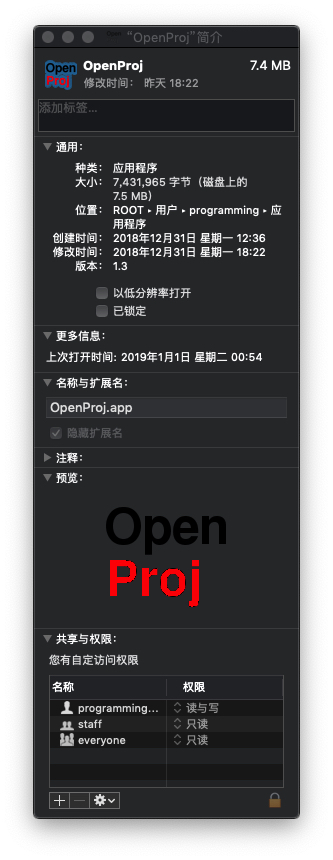 Open “OpenProj”简介
Open
Proj
OpenProj 7.4 MB
修改时间： 昨天 18:22
添加标签...
通用：
种类： 应用程序
大小： 7,431,965 字节（磁盘上的
7.5 MB）
位置： ROOT ▸ 用户 ▸ programming ▸ 应
用程序
创建时间： 2018年12月31日 星期一 12:36
修改时间： 2018年12月31日 星期一 18:22
版本： 1.3
以低分辨率打开
已锁定
更多信息：
上次打开时间: 2019年1月1日 星期二 00:54
名称与扩展名：
OpenProj.app
隐藏扩展名
注释：
预览：
Open
Proj
共享与权限：
您有自定访问权限
名称 权限
programming... 读与写
staff 只读
everyone 只读